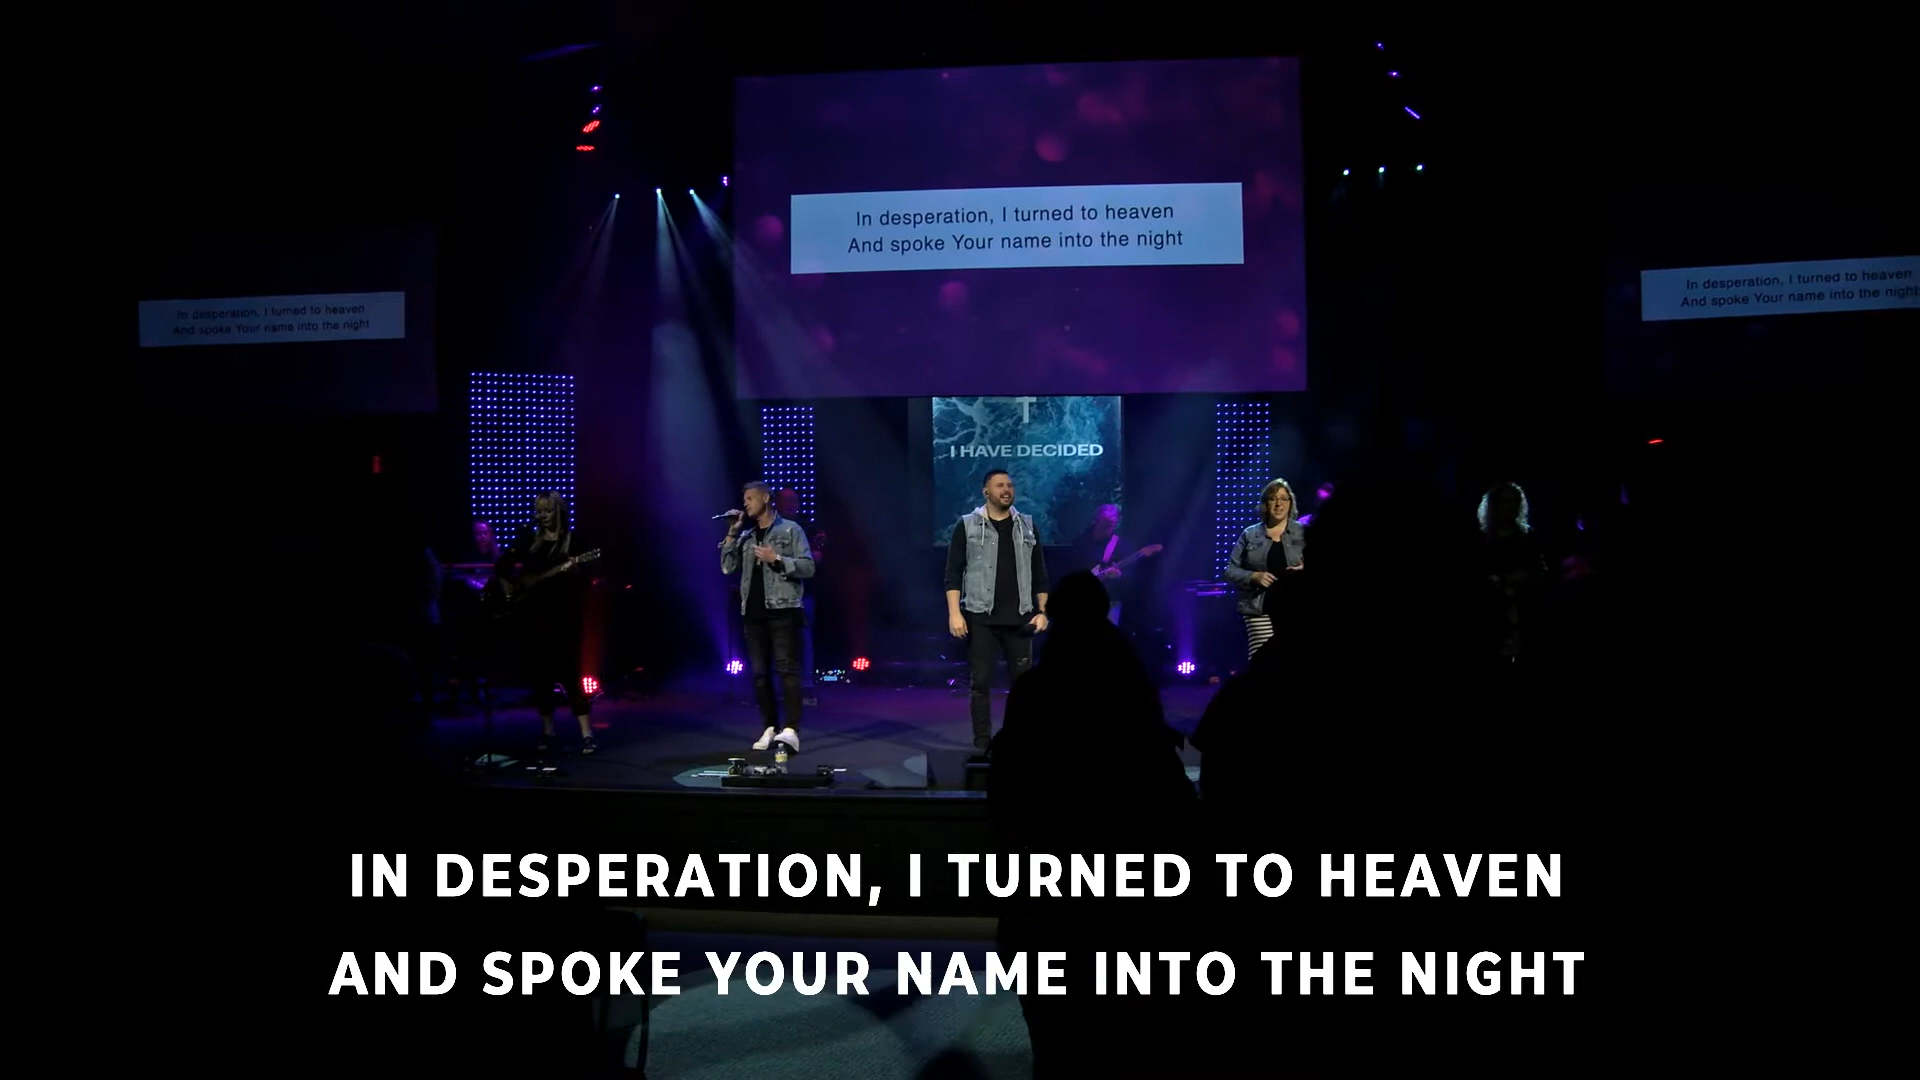 In desperation, I turned to heaven
And spoke Your name into the night
In desperation, I turned to heaven
And spoke Your name into the night
In desperation, I turned to heaven
And spoke Your name into the night
I HAVE DECIDED
IN DESPERATION, I TURNED TO HEAVEN
AND SPOKE YOUR NAME INTO THE NIGHT